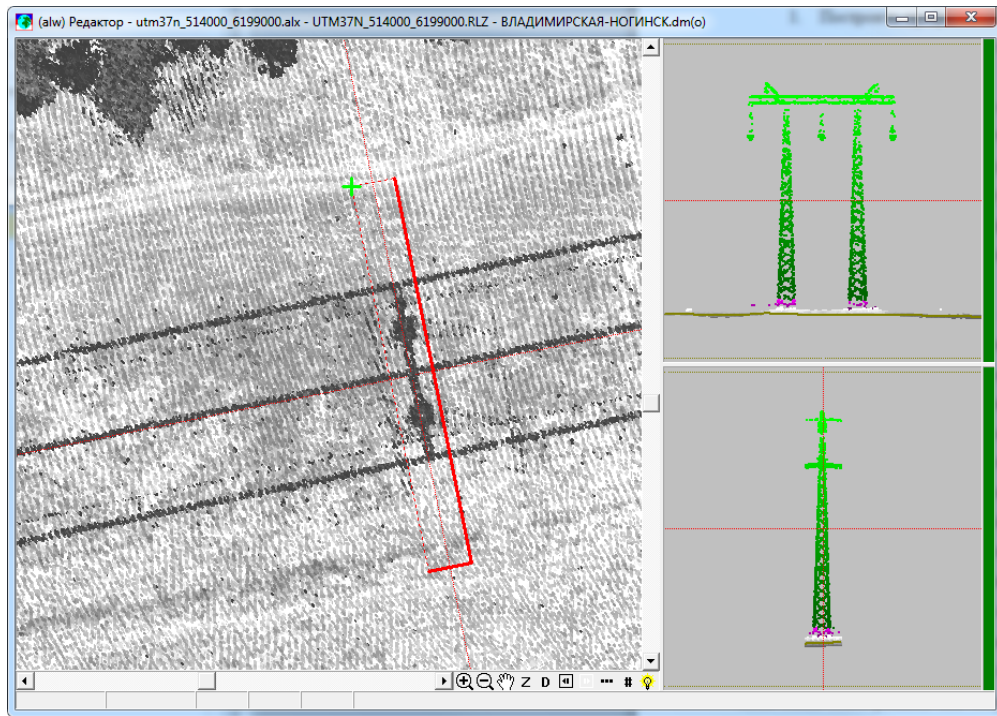 (alw) Редактор - utm37n_514000_6199000.alx - UTM37N_514000_6199000.RLZ - ВЛАДИМИРСКАЯ-НОГИНСК.dm(o)
Z D #